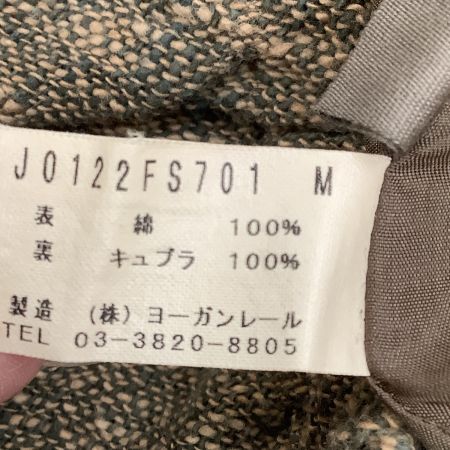 J0122FS701 M
表 綿 100%
裏 キュプラ 100%
製造 (株) ヨーガンレール
TEL 03-3820-8805